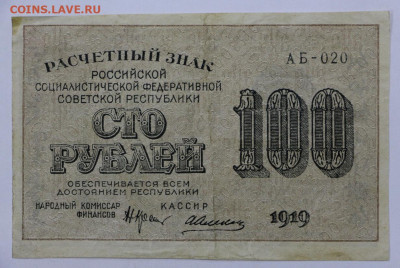 COINS.LAV.RU
РАСЧЕТНЫЙ ЗНАК
РОССИЙСКОЙ
СОЦИАЛИСТИЧЕСКОЙ ФЕДЕРАТИВНОЙ
СОВЕТСКОЙ РЕСПУБЛИКИ
СТО
РУБЛЕЙ
ОБЕСПЕЧИВАЕТСЯ ВСЕМ
ДОСТОЯНИЕМ РЕСПУБЛИКИ
НАРОДНЫЙ КОМИССАР
ФИНАНСОВ
КАССИР
АБ-020
100
1919